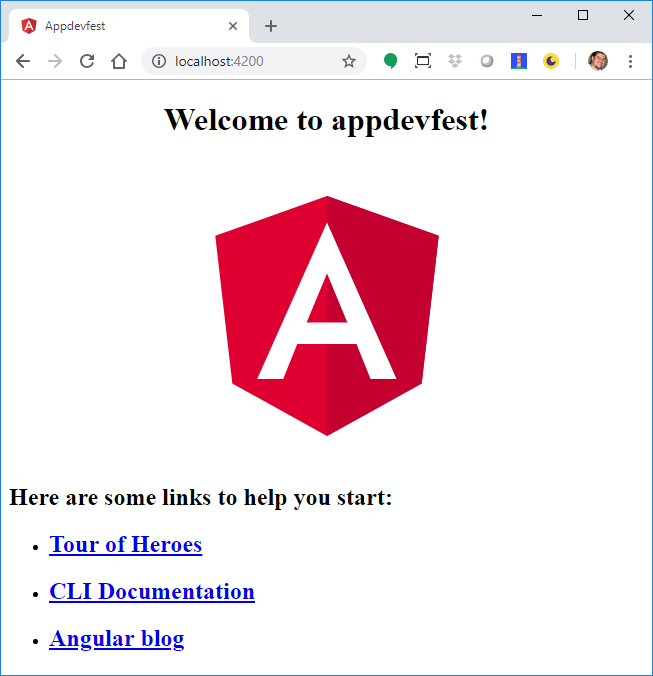 Appdevfest
localhost:4200
Welcome to appdevfest!
A
Here are some links to help you start:
Tour of Heroes
CLI Documentation
Angular blog